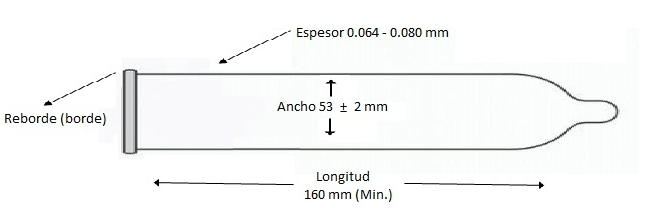 Espesor 0.064 - 0.080 mm
Reborde (borde)
Ancho 53 ± 2 mm
Longitud
160 mm (Min.)